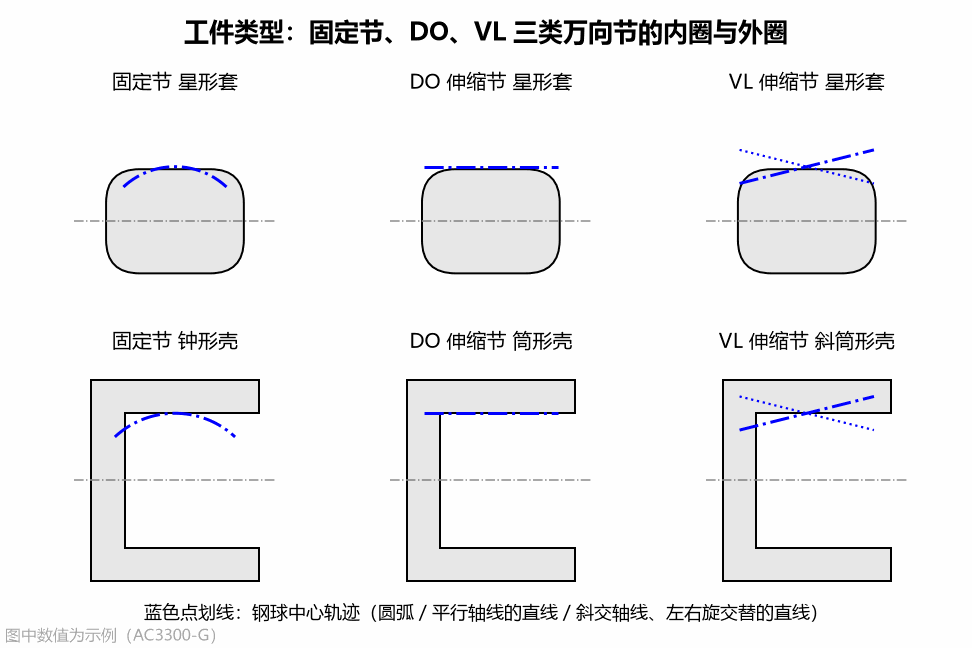 工件类型：固定节、DO、VL 三类万向节的内圈与外圈
固定节 星形套
DO 伸缩节 星形套
VL 伸缩节 星形套
固定节 钟形壳
DO 伸缩节 筒形壳
VL 伸缩节 斜筒形壳
蓝色点划线：钢球中心轨迹（圆弧 / 平行轴线的直线 / 斜交轴线、左右旋交替的直线）
图中数值为示例（AC3300-G）